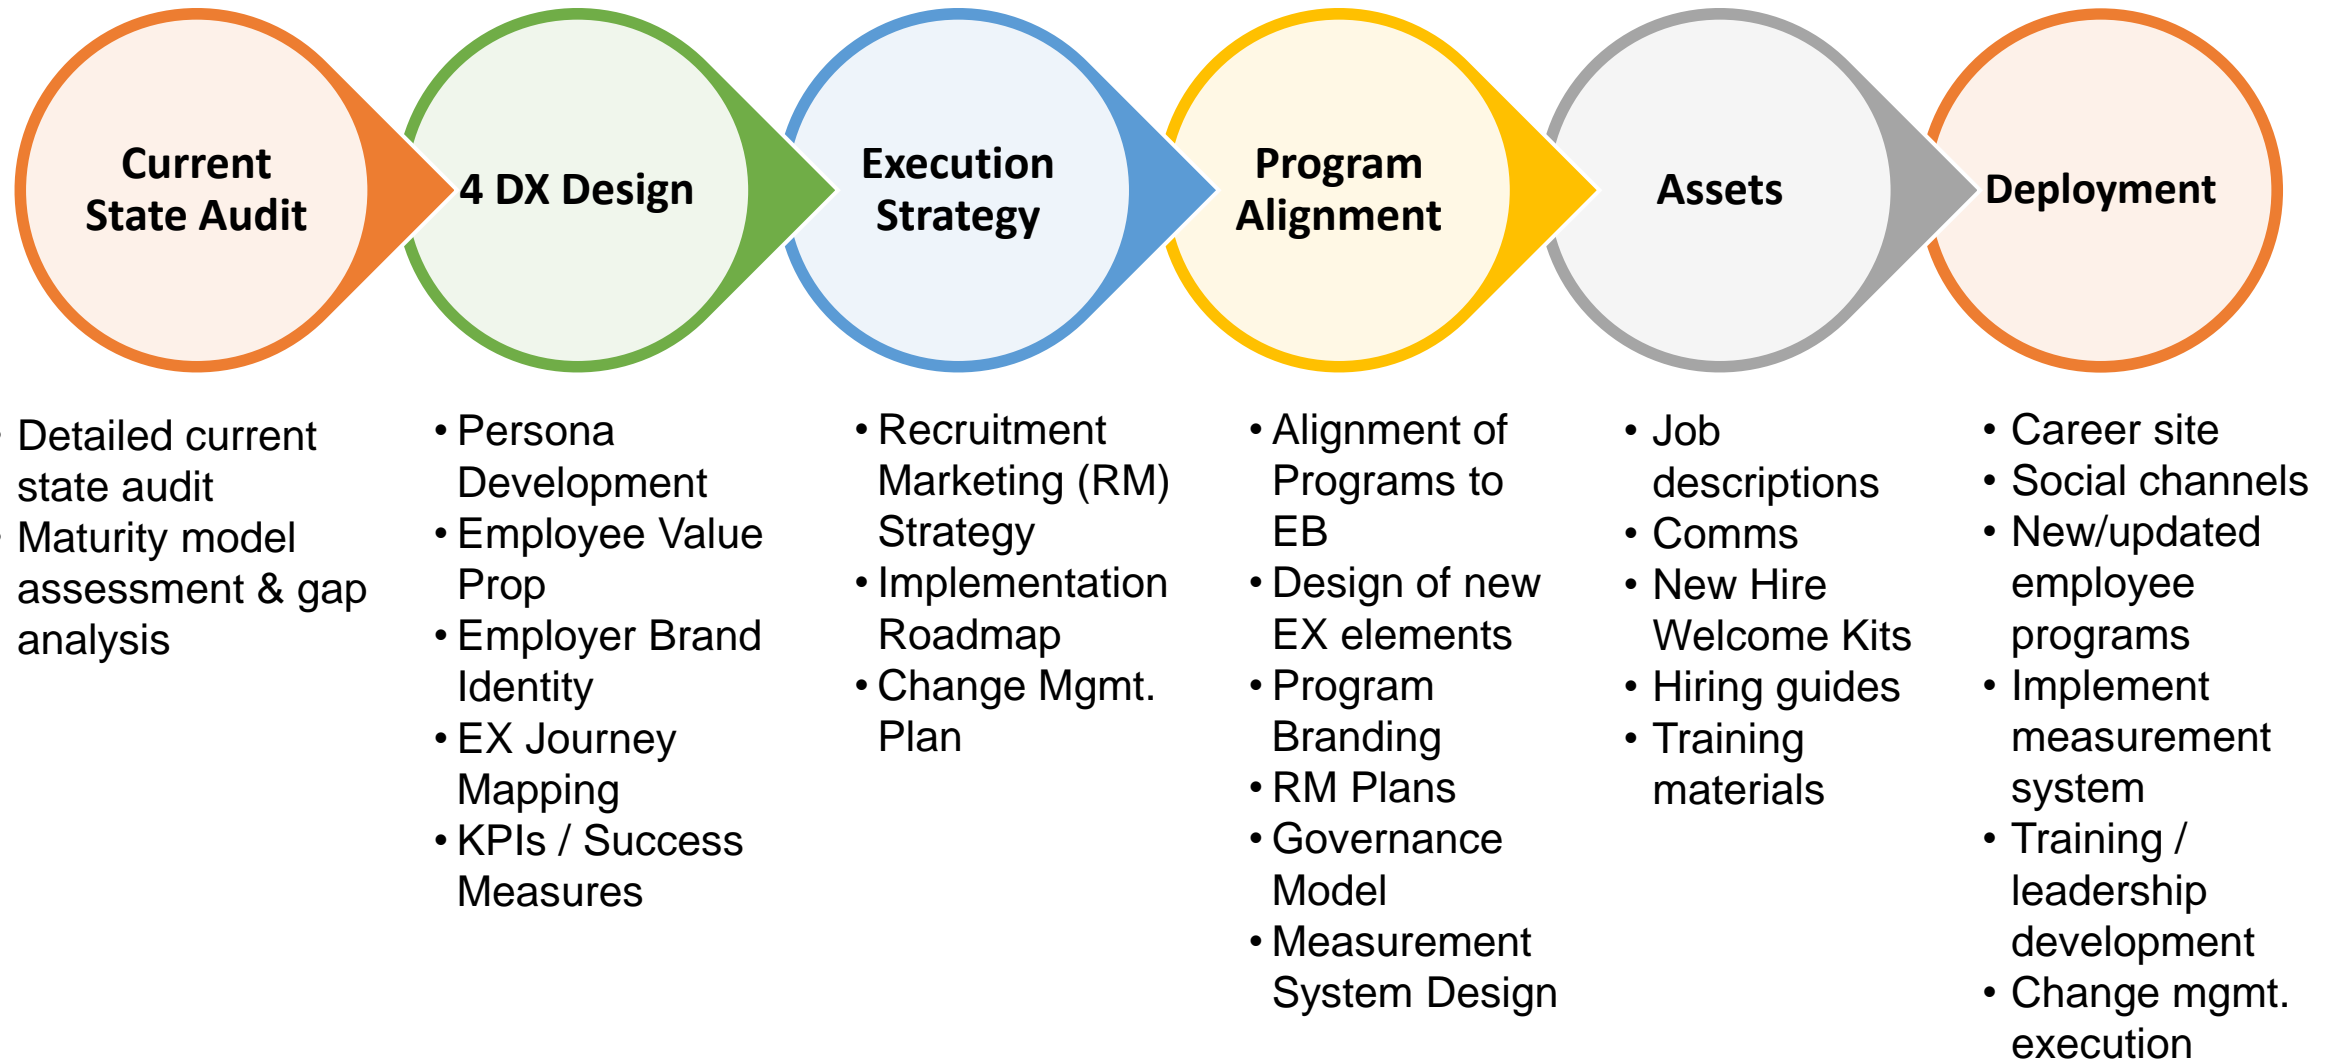 Current
State Audit
4 DX Design
Execution
Strategy
Program
Alignment
Assets
Deployment
• Detailed current
state audit
• Maturity model
assessment & gap
analysis
• Persona
Development
• Employee Value
Prop
• Employer Brand
Identity
• EX Journey
Mapping
• KPIs / Success
Measures
• Recruitment
Marketing (RM)
Strategy
• Implementation
Roadmap
• Change Mgmt.
Plan
• Alignment of
Programs to
EB
• Design of new
EX elements
• Program
Branding
• RM Plans
• Governance
Model
• Measurement
System Design
• Job
descriptions
• Comms
• New Hire
Welcome Kits
• Hiring guides
• Training
materials
• Career site
• Social channels
• New/updated
employee
programs
• Implement
measurement
system
• Training /
leadership
development
• Change mgmt.
execution